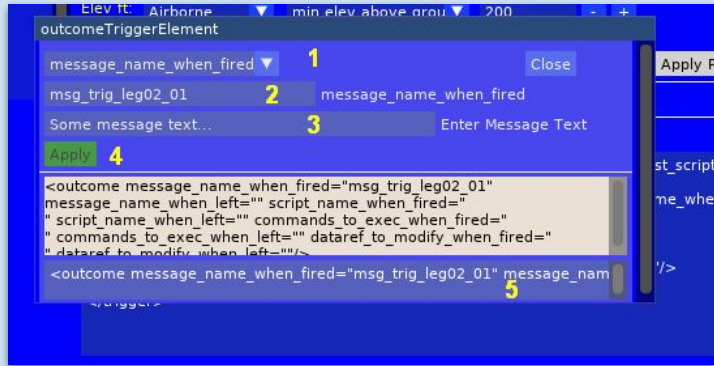 Elev ft: Airborne min elev above grou 200 - +
outcomeTriggerElement
message_name_when_fired 1 Close
Apply P
msg_trig_leg02_01 2 message_name_when_fired
Some message text... 3 Enter Message Text
Apply 4
st_script
<outcome message_name_when_fired="msg_trig_leg02_01"
message_name_when_left="" script_name_when_fired="
me_whe
" script_name_when_left="" commands_to_exec_when_fired="
" commands_to_exec_when_left="" dataref_to_modify_when_fired="
" dataref_to_modify_when_left=""/>
<outcome message_name_when_fired="msg_trig_leg02_01" message_nam
"/>
5
</trigger>